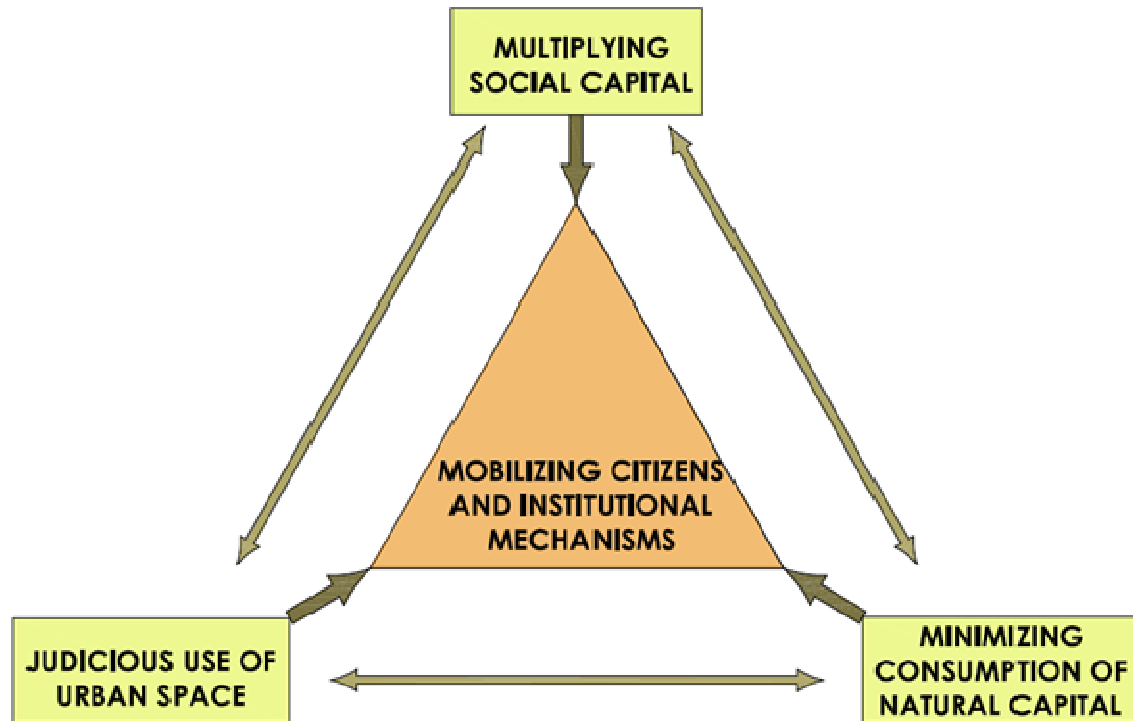 MULTIPLYING
SOCIAL CAPITAL
MOBILIZING CITIZENS
AND INSTITUTIONAL
MECHANISMS
JUDICIOUS USE OF
URBAN SPACE
MINIMIZING
CONSUMPTION OF
NATURAL CAPITAL